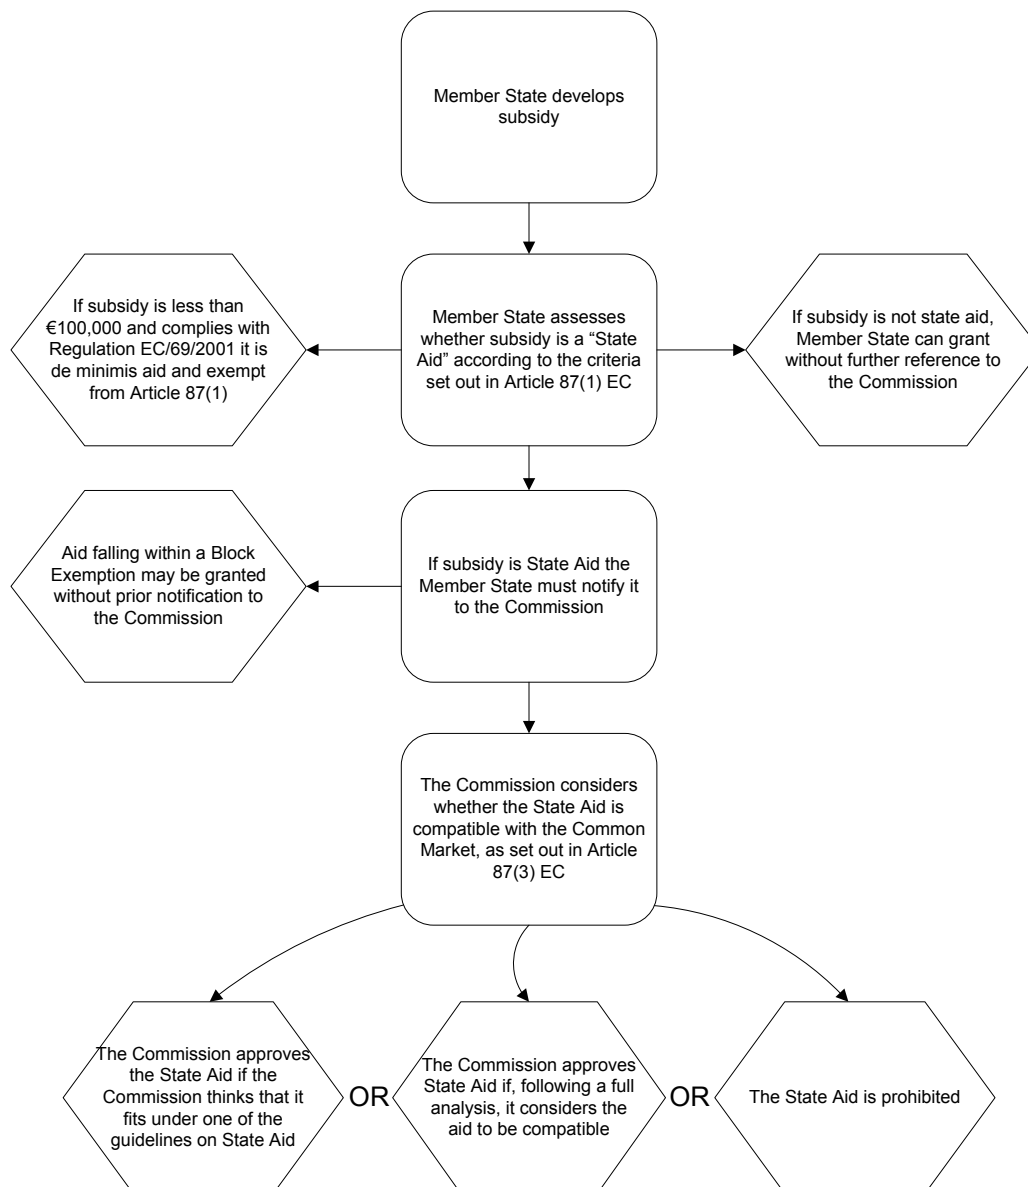 Member State develops
subsidy
If subsidy is less than
€100,000 and complies with
Regulation EC/69/2001 it is
de minimis aid and exempt
from Article 87(1)
Member State assesses
whether subsidy is a “State
Aid” according to the criteria
set out in Article 87(1) EC
If subsidy is not state aid,
Member State can grant
without further reference to
the Commission
Aid falling within a Block
Exemption may be granted
without prior notification to
the Commission
If subsidy is State Aid the
Member State must notify it
to the Commission
The Commission considers
whether the State Aid is
compatible with the Common
Market, as set out in Article
87(3) EC
The Commission approves
the State Aid if the
Commission thinks that it
fits under one of the
guidelines on State Aid
OR
The Commission approves
State Aid if, following a full
analysis, it considers the
aid to be compatible
OR
The State Aid is prohibited